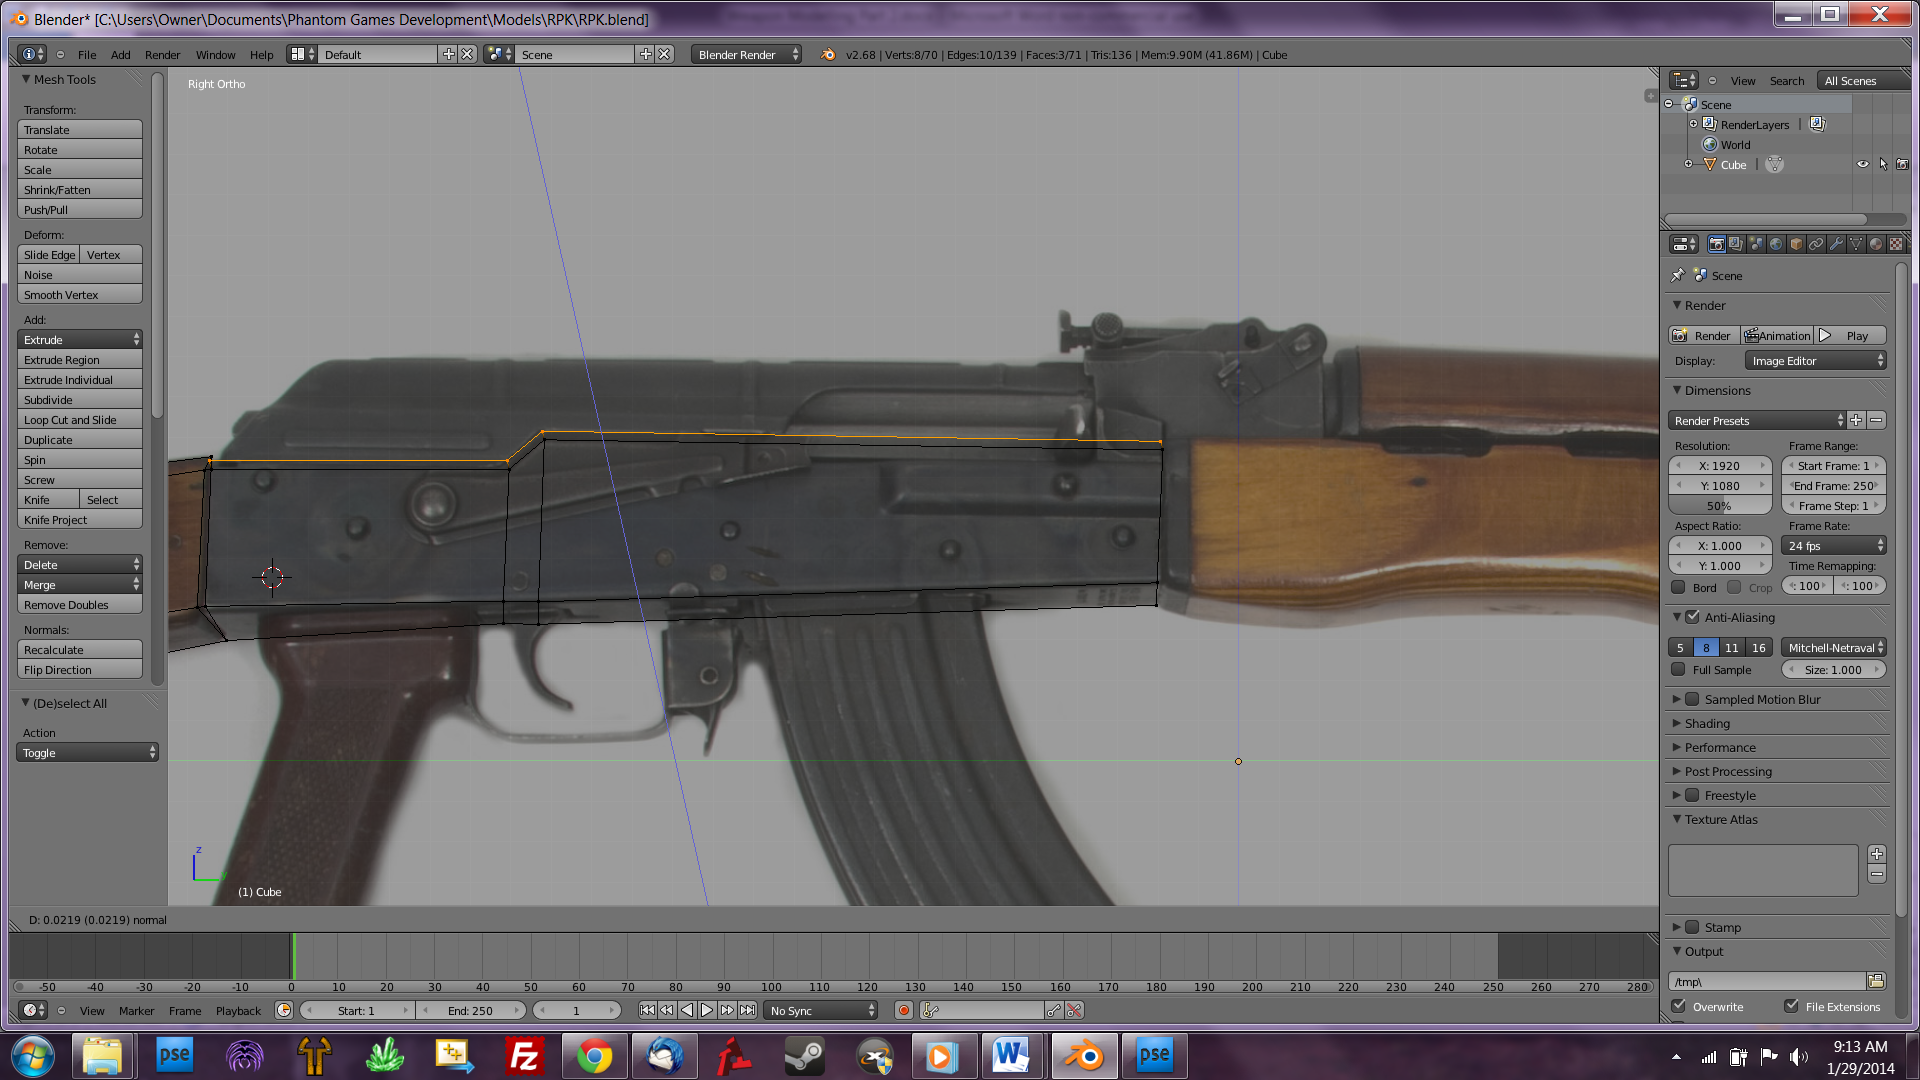 Blender* [C:\Users\Owner\Documents\Phantom Games Development\Models\RPK\RPK.blend]
File Add Render Window Help Default Scene Blender Render v2.68 | Verts:8/70 | Edges:10/139 | Faces:3/71 | Tris:136 | Mem:9.90M (41.86M) | Cube
Mesh Tools
Transform:
Translate
Rotate
Scale
Shrink/Fatten
Push/Pull
Deform:
Slide Edge Vertex
Noise
Smooth Vertex
Add:
Extrude
Extrude Region
Extrude Individual
Subdivide
Loop Cut and Slide
Duplicate
Spin
Screw
Knife Select
Knife Project
Remove:
Delete
Merge
Remove Doubles
Normals:
Recalculate
Flip Direction
(De)select All
Action
Toggle
Right Ortho
z
(1) Cube
D: 0.0219 (0.0219) normal
View Search All Scenes
Scene
RenderLayers |
World
Cube |
Scene
Render
Render Animation Play
Display: Image Editor
Dimensions
Render Presets
Resolution: Frame Range:
X: 1920 Start Frame: 1
Y: 1080 End Frame: 250
50% Frame Step: 1
Aspect Ratio: Frame Rate:
X: 1.000 24 fps
Y: 1.000 Time Remapping:
Bord Crop : 100 : 100
Anti-Aliasing
5 8 11 16 Mitchell-Netraval
Full Sample Size: 1.000
Sampled Motion Blur
Shading
Performance
Post Processing
Freestyle
Texture Atlas
Stamp
Output
/tmp\
Overwrite File Extensions
-50 -40 -30 -20 -10 0 10 20 30 40 50 60 70 80 90 100 110 120 130 140 150 160 170 180 190 200 210 220 230 240 250 260 270 280
View Marker Frame Playback Start: 1 End: 250 1 No Sync
pse Fz W pse
9:13 AM
1/29/2014